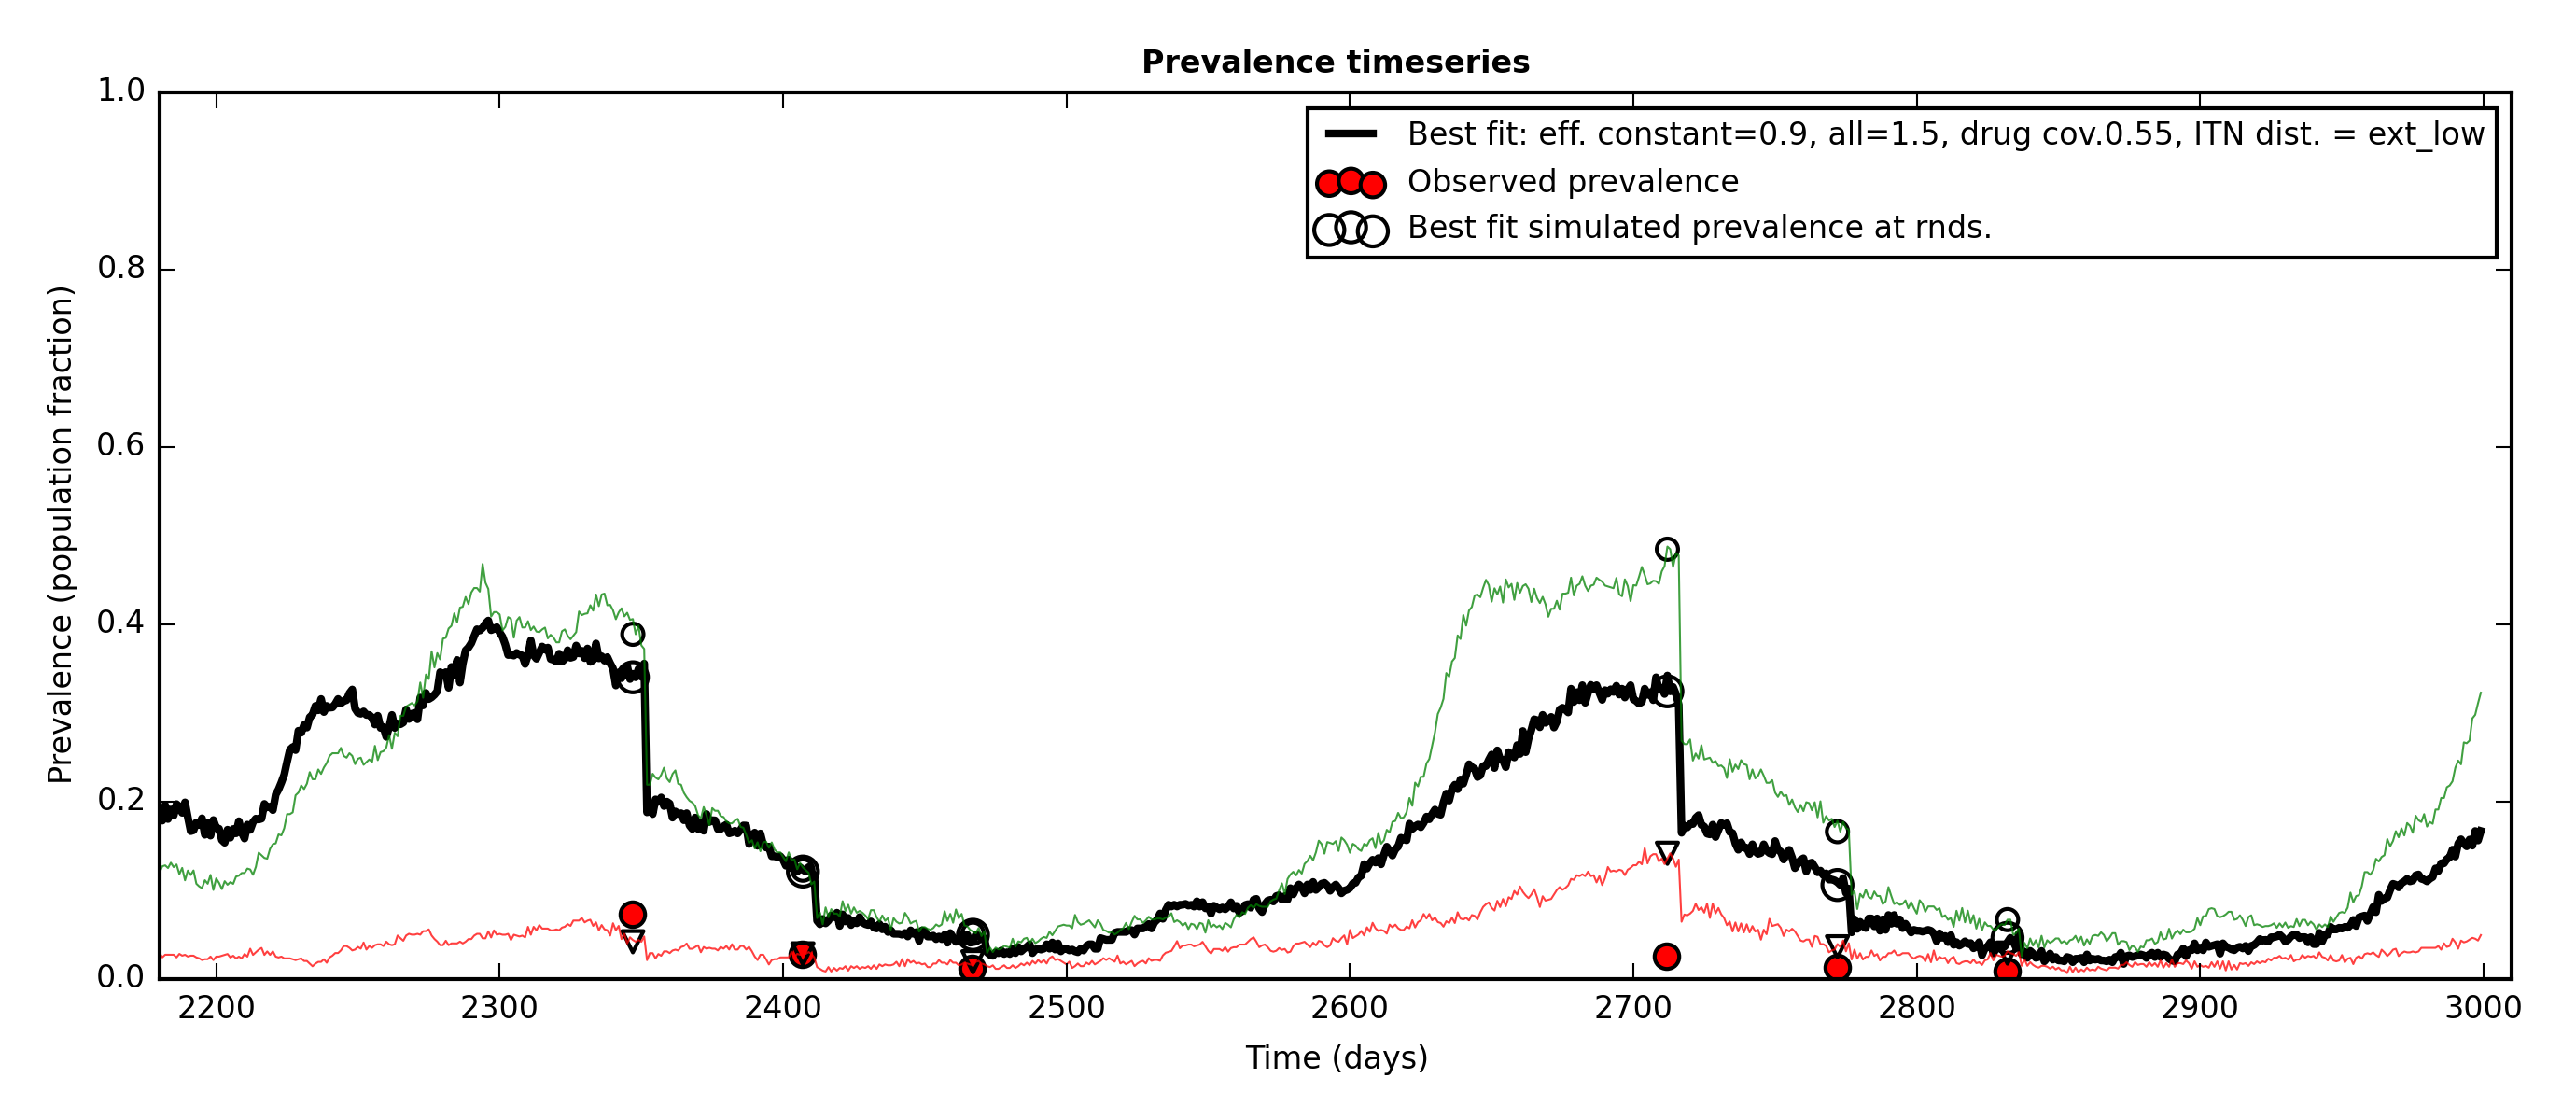 Prevalence timeseries
1.0
0.8
0.6
0.4
0.2
0.0
Prevalence (population fraction)
Best fit: eff. constant=0.9, all=1.5, drug cov.0.55, ITN dist. = ext_low
Observed prevalence
Best fit simulated prevalence at rnds.
2200 2300 2400 2500 2600 2700 2800 2900 3000
Time (days)